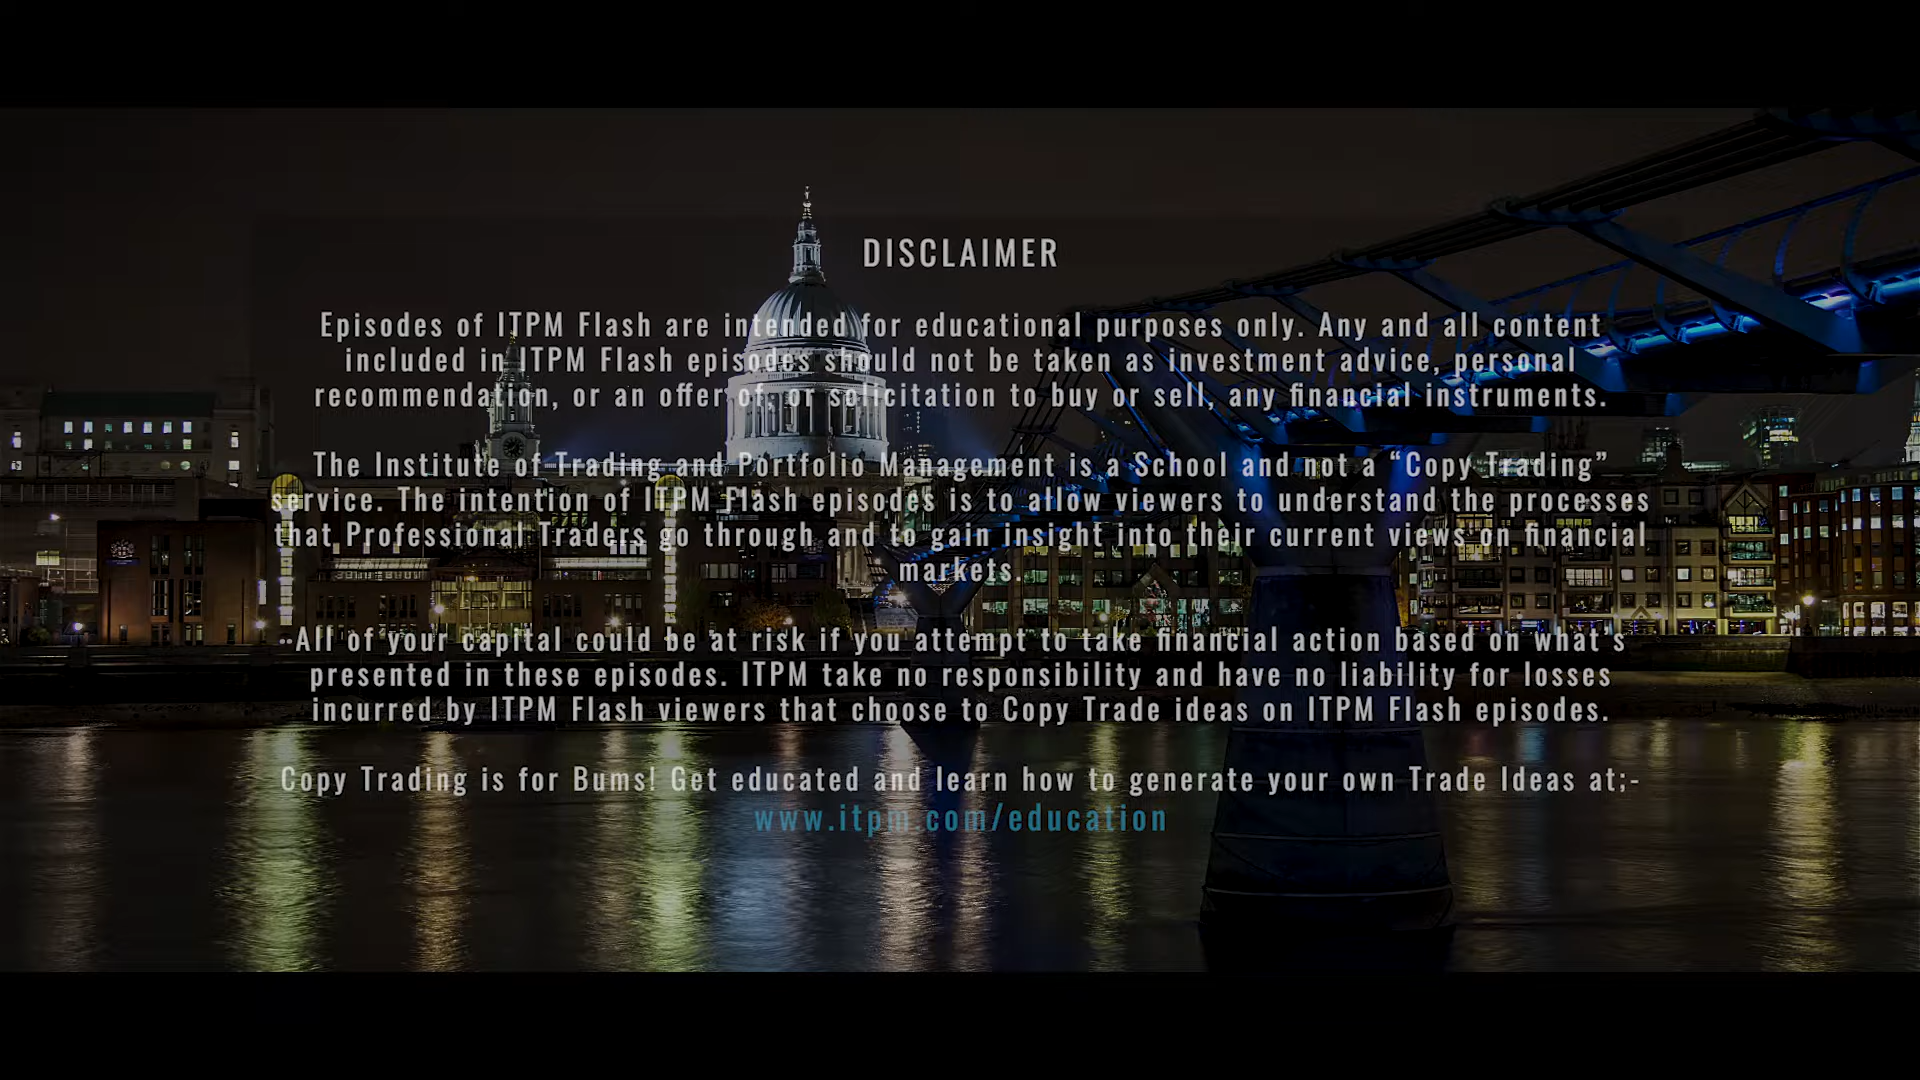 DISCLAIMER
Episodes of ITPM Flash are intended for educational purposes only. Any and all content
included in ITPM Flash episodes should not be taken as investment advice, personal
recommendation, or an offer of, or solicitation to buy or sell, any financial instruments.
The Institute of Trading and Portfolio Management is a School and not a “Copy Trading”
service. The intention of ITPM Flash episodes is to allow viewers to understand the processes
that Professional Traders go through and to gain insight into their current views on financial
markets.
All of your capital could be at risk if you attempt to take financial action based on what’s
presented in these episodes. ITPM take no responsibility and have no liability for losses
incurred by ITPM Flash viewers that choose to Copy Trade ideas on ITPM Flash episodes.
Copy Trading is for Bums! Get educated and learn how to generate your own Trade Ideas at;-
www.itpm.com/education